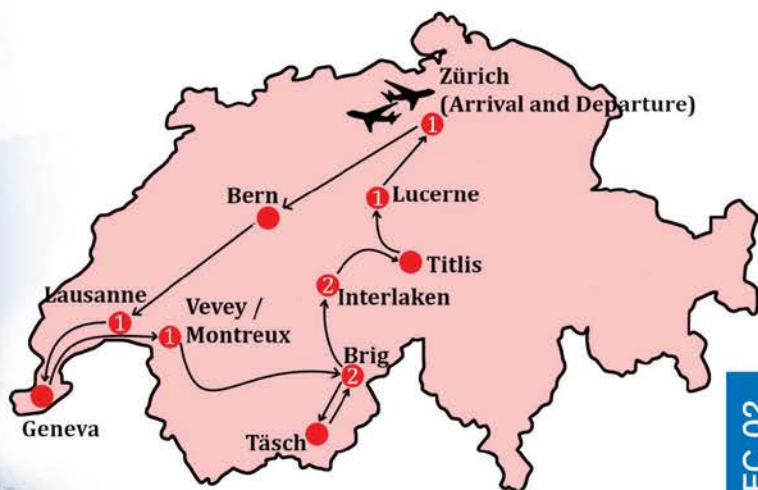 Zürich
(Arrival and Departure)
1
Bern
1 Lucerne
Titlis
2
Interlaken
Lausanne
1
Vevey /
1 Montreux
Brig
2
Geneva
Täsch
EC 02